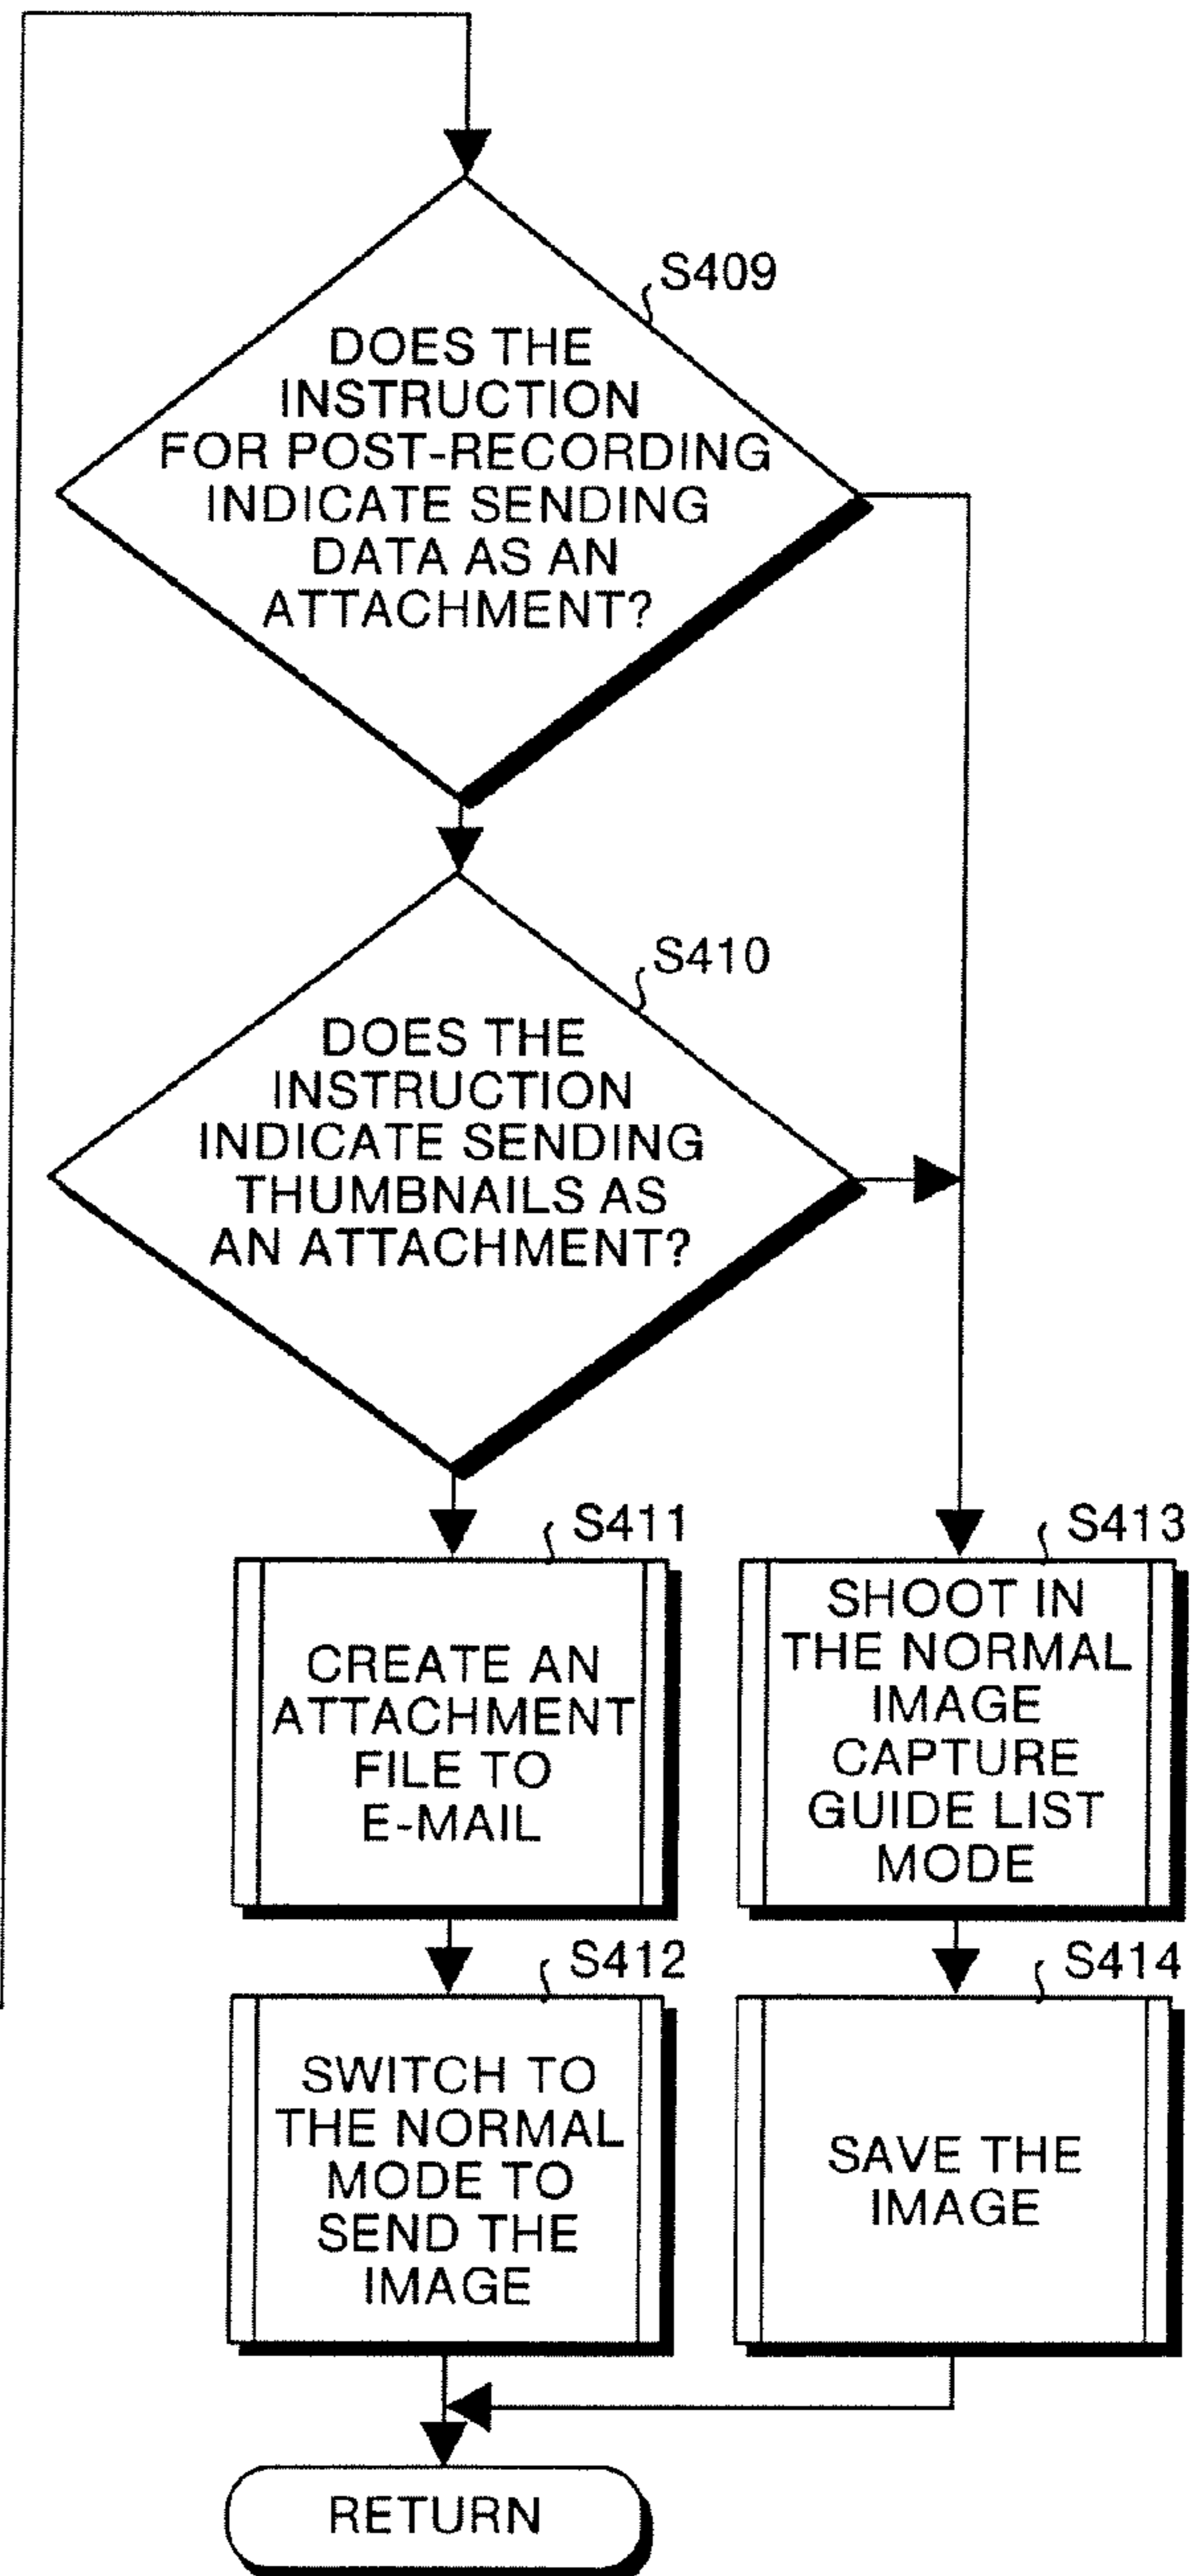 S409
DOES THE
INSTRUCTION
FOR POST-RECORDING
INDICATE SENDING
DATA AS AN
ATTACHMENT?
S410
DOES THE
INSTRUCTION
INDICATE SENDING
THUMBNAILS AS
AN ATTACHMENT?
S411
CREATE AN
ATTACHMENT
FILE TO
E-MAIL
S413
SHOOT IN
THE NORMAL
IMAGE
CAPTURE
GUIDE LIST
MODE
S412
SWITCH TO
THE NORMAL
MODE TO
SEND THE
IMAGE
S414
SAVE THE
IMAGE
RETURN